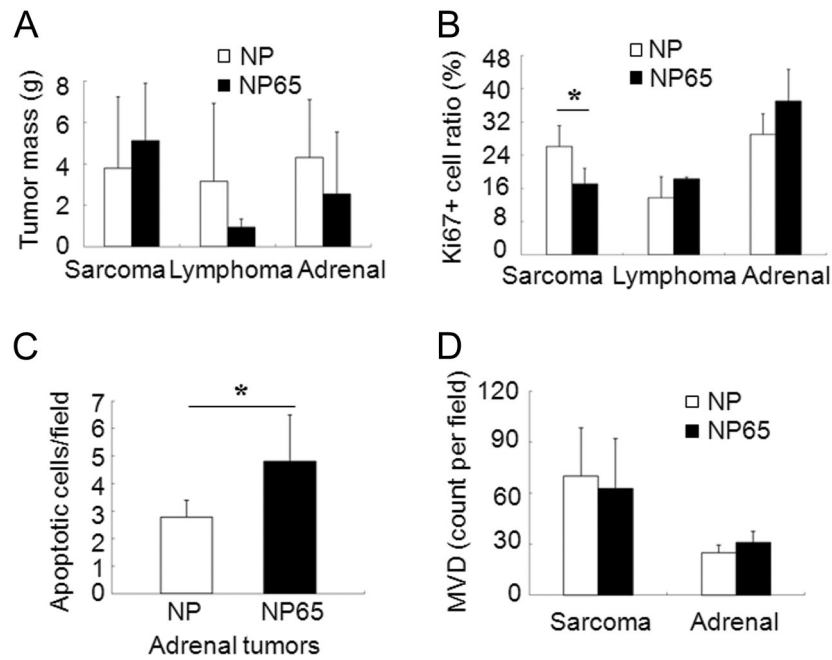 A
Tumor mass (g)
NP
NP65
8
6
4
2
0
Sarcoma Lymphoma Adrenal
B
Ki67+ cell ratio (%)
NP
NP65
48
40
32
24
16
8
0
*
Sarcoma Lymphoma Adrenal
C
Apoptotic cells/field
7
6
5
4
3
2
1
0
*
NP NP65
Adrenal tumors
D
MVD (count per field)
NP
NP65
120
90
60
30
0
Sarcoma Adrenal